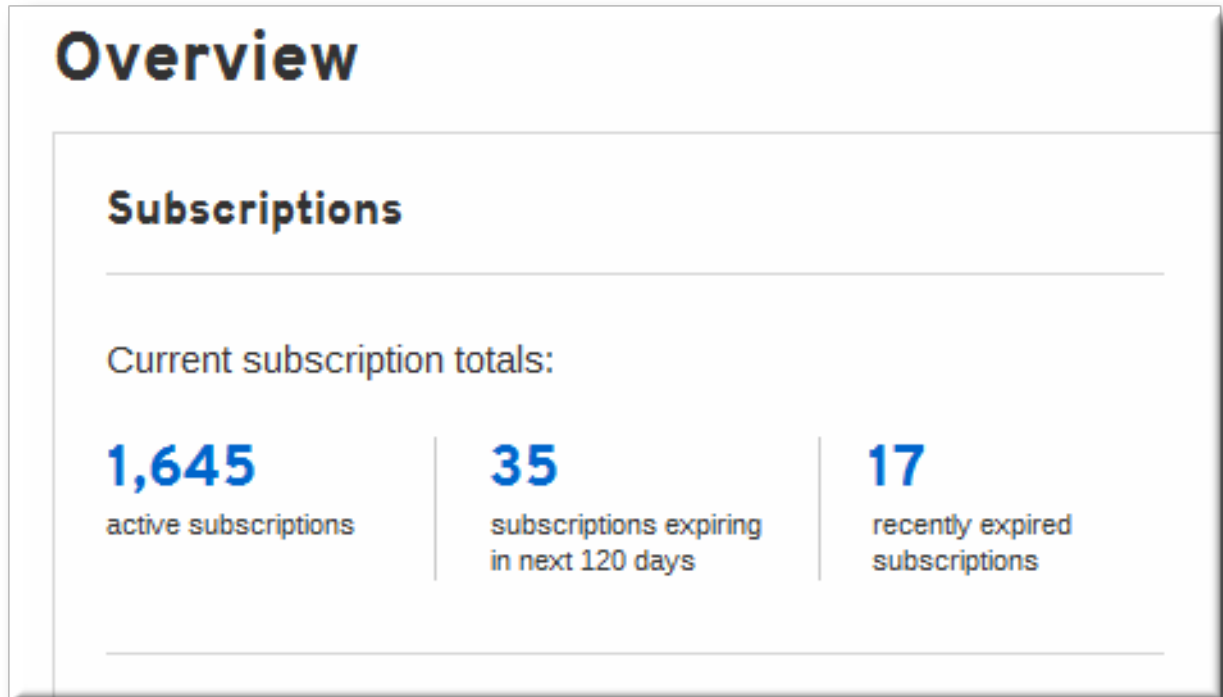 Overview
Subscriptions
Current subscription totals:
1,645
active subscriptions
35
subscriptions expiring
in next 120 days
17
recently expired
subscriptions